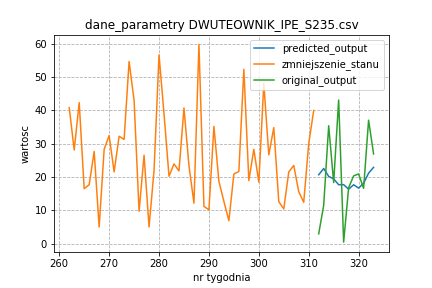 dane_parametry DWUTEOWNIK_IPE_S235.csv
predicted_output
zmniejszenie_stanu
original_output
wartosc
60
50
40
30
20
10
0
260
270
280
290
300
310
320
nr tygodnia